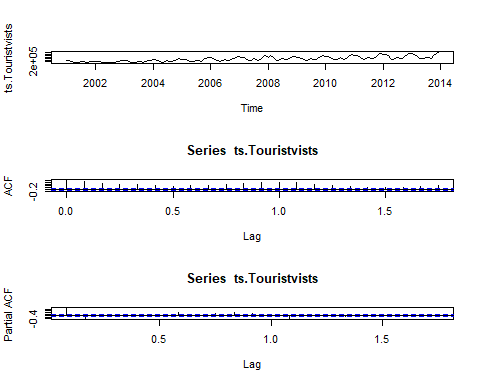 ts.Touristvists
2e+05
2002 2004 2006 2008 2010 2012 2014
Time
Series ts.Touristvists
ACF
-0.2
0.0 0.5 1.0 1.5
Lag
Series ts.Touristvists
Partial ACF
-0.4
0.5 1.0 1.5
Lag